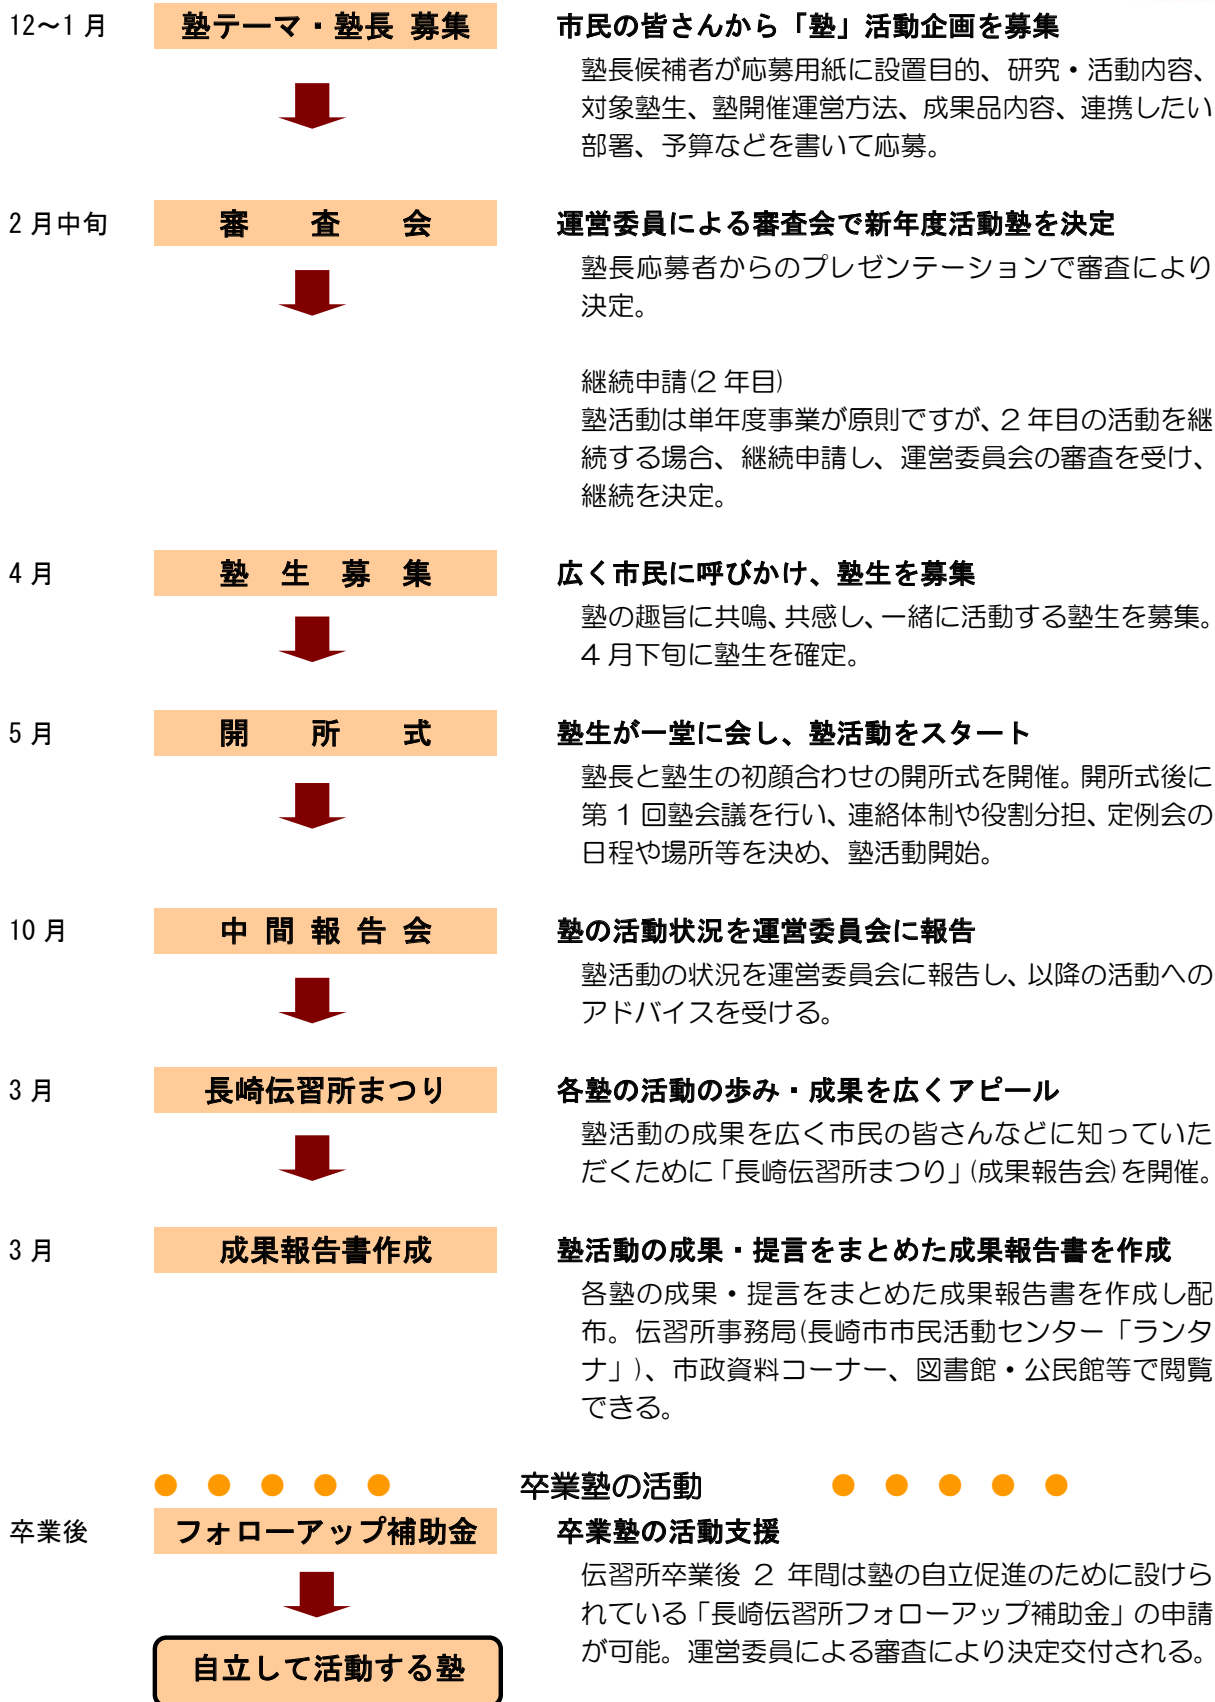 12～1月
塾テーマ・塾長 募集
市民の皆さんから「塾」活動企画を募集
塾長候補者が応募用紙に設置目的、研究・活動内容、
対象塾生、塾開催運営方法、成果品内容、連携したい
部署、予算などを書いて応募。
2月中旬
審 査 会
運営委員による審査会で新年度活動塾を決定
塾長応募者からのプレゼンテーションで審査により
決定。
継続申請(2年目)
塾活動は単年度事業が原則ですが、2年目の活動を継
続する場合、継続申請し、運営委員会の審査を受け、
継続を決定。
4月
塾 生 募 集
広く市民に呼びかけ、塾生を募集
塾の趣旨に共鳴、共感し、一緒に活動する塾生を募集。
4月下旬に塾生を確定。
5月
開 所 式
塾生が一堂に会し、塾活動をスタート
塾長と塾生の初顔合わせの開所式を開催。開所式後に
第1回塾会議を行い、連絡体制や役割分担、定例会の
日程や場所等を決め、塾活動開始。
10月
中 間 報 告 会
塾の活動状況を運営委員会に報告
塾活動の状況を運営委員会に報告し、以降の活動への
アドバイスを受ける。
3月
長崎伝習所まつり
各塾の活動の歩み・成果を広くアピール
塾活動の成果を広く市民の皆さんなどに知っていた
だくために「長崎伝習所まつり」(成果報告会)を開催。
3月
成果報告書作成
塾活動の成果・提言をまとめた成果報告書を作成
各塾の成果・提言をまとめた成果報告書を作成し配
布。伝習所事務局(長崎市市民活動センター「ランタ
ナ」)、市政資料コーナー、図書館・公民館等で閲覧
できる。
卒業塾の活動
卒業後
フォローアップ補助金
卒業塾の活動支援
伝習所卒業後 2 年間は塾の自立促進のために設けら
れている「長崎伝習所フォローアップ補助金」の申請
が可能。運営委員による審査により決定交付される。
自立して活動する塾